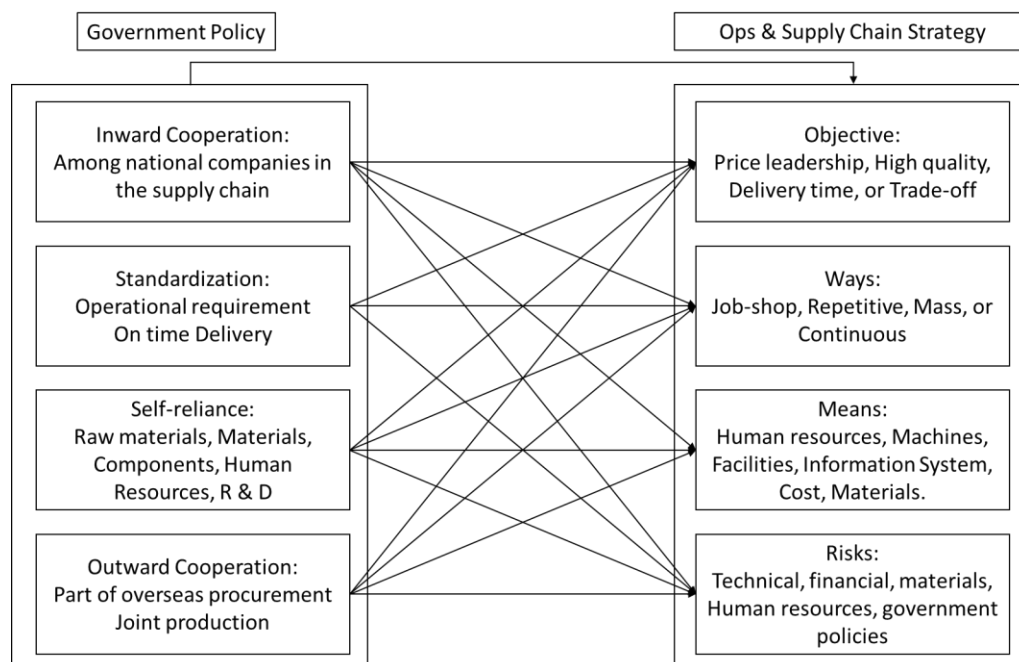 Government Policy
Ops & Supply Chain Strategy
Inward Cooperation:
Among national companies in
the supply chain
Objective:
Price leadership, High quality,
Delivery time, or Trade-off
Standardization:
Operational requirement
On time Delivery
Ways:
Job-shop, Repetitive, Mass, or
Continuous
Self-reliance:
Raw materials, Materials,
Components, Human
Resources, R & D
Means:
Human resources, Machines,
Facilities, Information System,
Cost, Materials.
Outward Cooperation:
Part of overseas procurement
Joint production
Risks:
Technical, financial, materials,
Human resources, government
policies